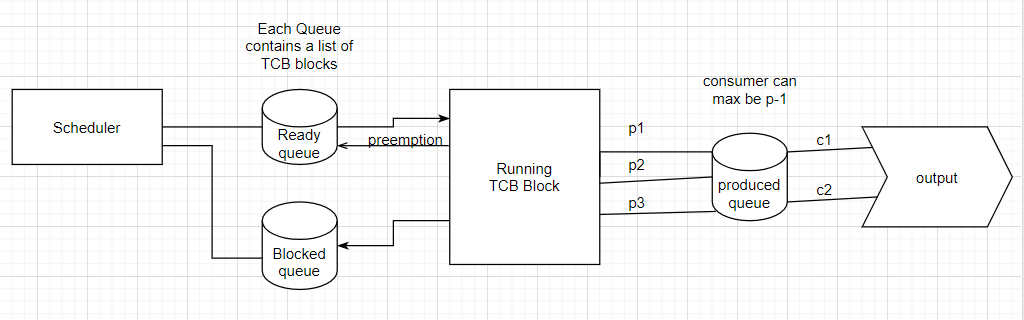 Each Queue
contains a list of
TCB blocks
Scheduler
Ready
queue
preemption
Blocked
queue
Running
TCB Block
p1
p2
p3
consumer can
max be p-1
produced
queue
c1
c2
output